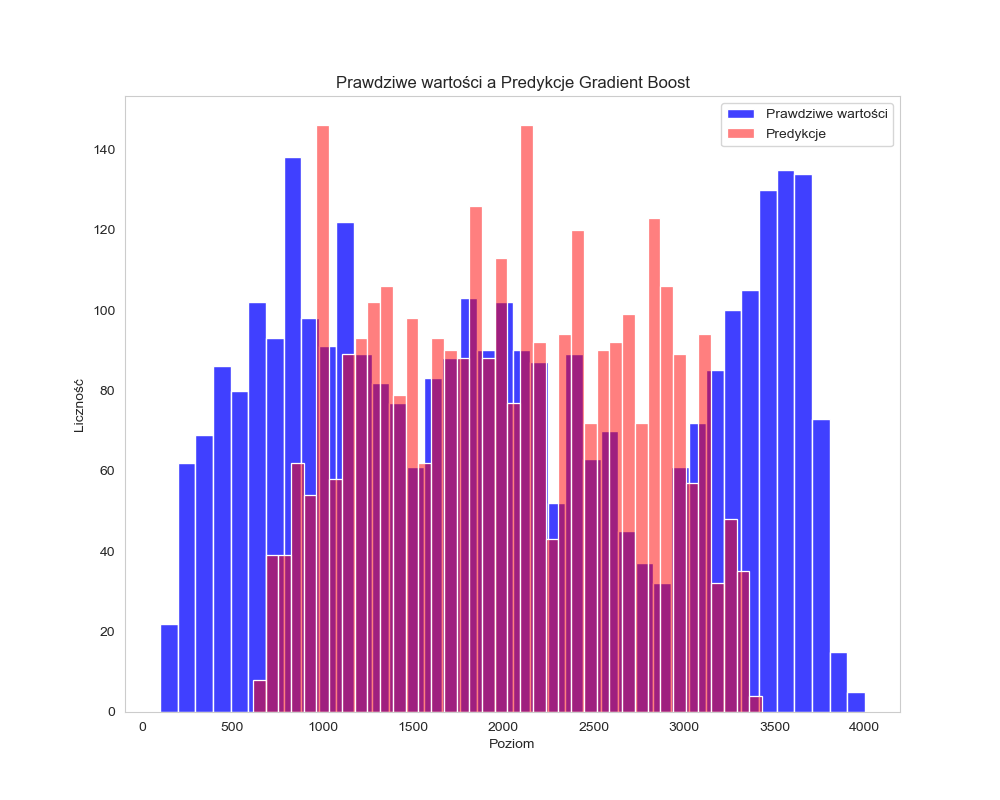 Prawdziwe wartości a Predykcje Gradient Boost
Prawdziwe wartości
Predykcje
Liczność
140
120
100
80
60
40
20
0
0 500 1000 1500 2000 2500 3000 3500 4000
Poziom